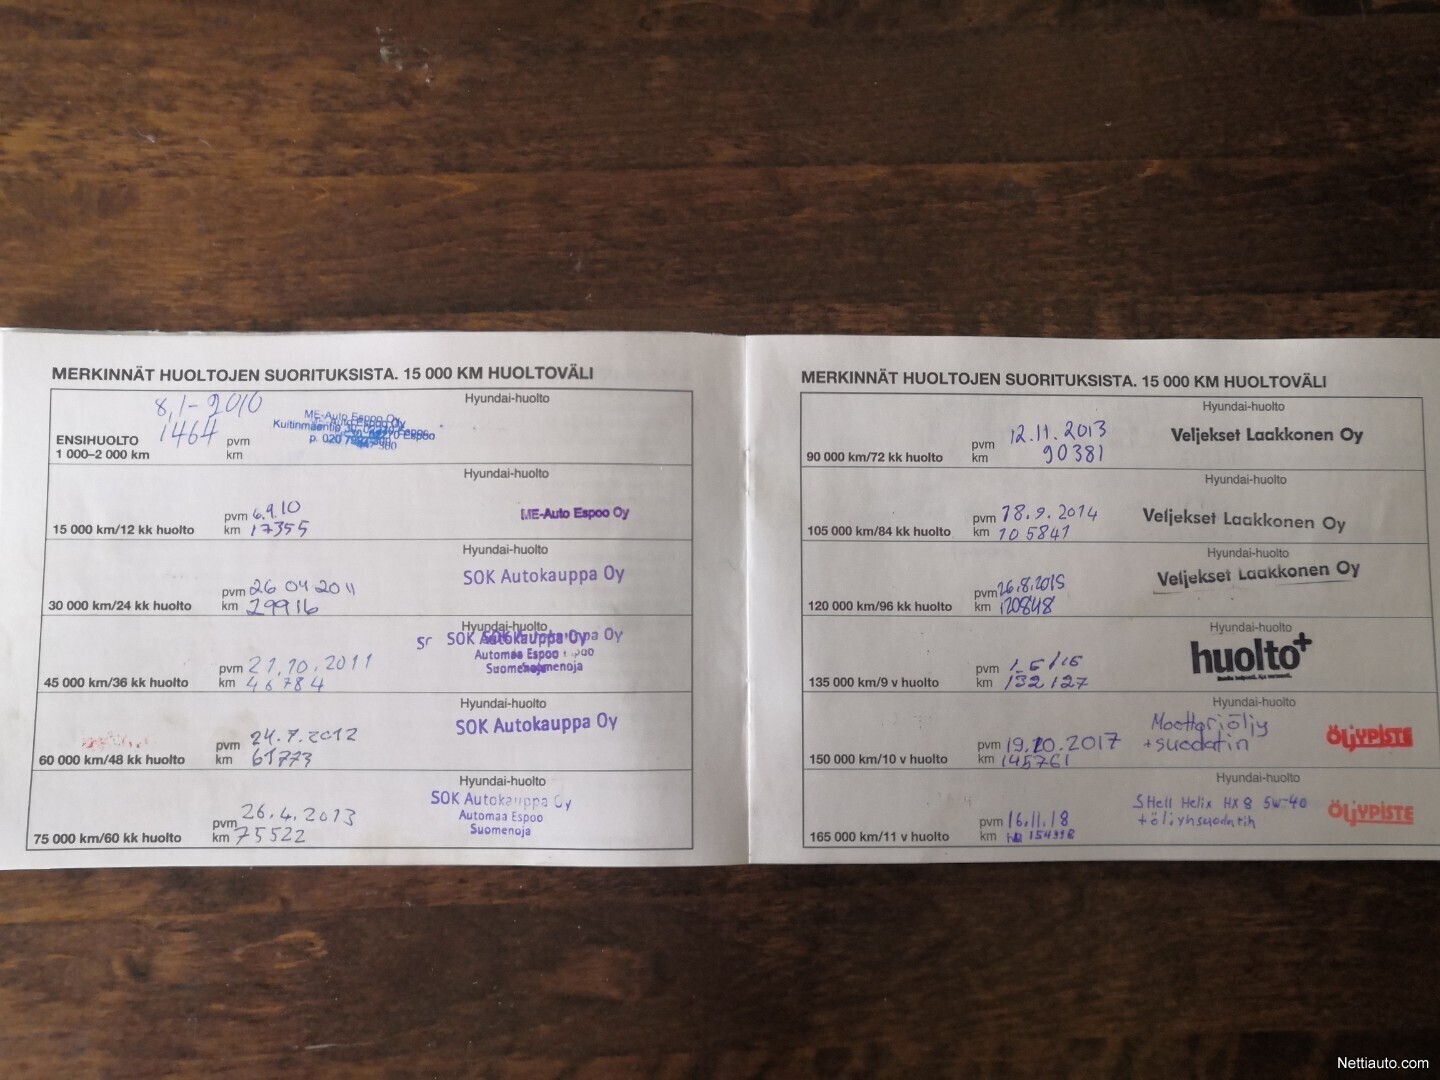 MERKINNÄT HUOLTOJEN SUORITUKSISTA. 15 000 KM HUOLTOVÄLI
Hyundai-huolto
8,1-2010
1464
ENSIHUOLTO
1 000–2 000 km
pvm
km
ME-Auto Espoo Oy
Kuitinmäentie
p. 020
Hyundai-huolto
15 000 km/12 kk huolto
pvm 6.9.10
km 17355
ME-Auto Espoo Oy
Hyundai-huolto
30 000 km/24 kk huolto
pvm 26 04 2011
km 29916
SOK Autokauppa Oy
Hyundai-huolto
45 000 km/36 kk huolto
pvm 21.10.2011
km 46784
SOK Autokauppa Oy
Automaa Espoo
Suomenoja
Hyundai-huolto
60 000 km/48 kk huolto
pvm 24.7.2012
km 61773
SOK Autokauppa Oy
Hyundai-huolto
75 000 km/60 kk huolto
pvm 26.4.2013
km 75522
SOK Autokauppa Oy
Automaa Espoo
Suomenoja
MERKINNÄT HUOLTOJEN SUORITUKSISTA. 15 000 KM HUOLTOVÄLI
Hyundai-huolto
90 000 km/72 kk huolto
pvm 12.11.2013
km 90381
Veljekset Laakkonen Oy
Hyundai-huolto
105 000 km/84 kk huolto
pvm 18.9.2014
km 105841
Veljekset Laakkonen Oy
Hyundai-huolto
120 000 km/96 kk huolto
pvm 26.8.2015
km 120848
Veljekset Laakkonen Oy
Hyundai-huolto
135 000 km/9 v huolto
pvm
km 132127
huolto+
Hyundai-huolto
150 000 km/10 v huolto
pvm 19.10.2017
km 145761
Moottoriöljy
+suodatin
ÖLJYPISTE
Hyundai-huolto
165 000 km/11 v huolto
pvm 16.11.18
km 154998
SHell Helix HX8 5w-40
+öljynsuodatin
ÖLJYPISTE
Nettiauto.com